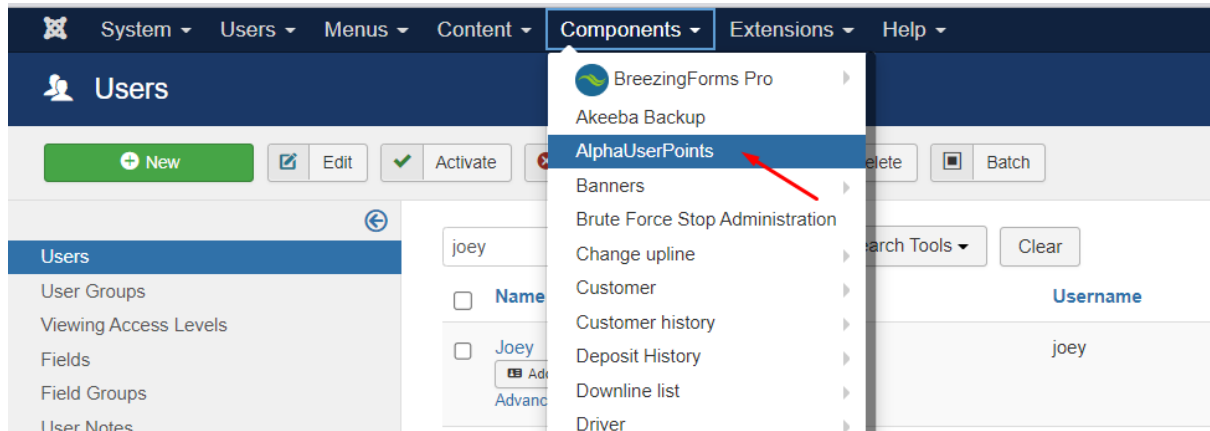 System Users Menus Content Components Extensions Help
Users
BreezingForms Pro
Akeeba Backup
AlphaUserPoints
Banners
Brute Force Stop Administration
Change upline
Customer
Customer history
Deposit History
Downline list
Driver
New Edit Activate elete Batch
Users
User Groups
Viewing Access Levels
Fields
Field Groups
User Notes
joey arch Tools Clear
Name Username
Joey joey
Ad
Advanc